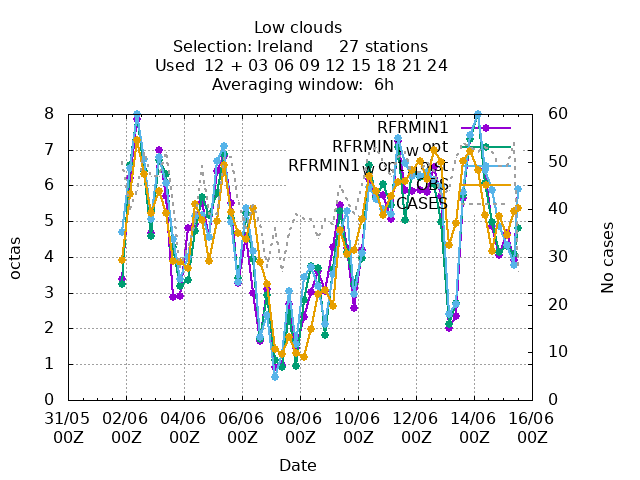 Low clouds
Selection: Ireland 27 stations
Used 12 + 03 06 09 12 15 18 21 24
Averaging window: 6h
RFRMIN1
OBS
CASES
8 7 6 5 4 3 2 1 0
octas
60 50 40 30 20 10 0
No cases
31/05 02/06 04/06 06/06 08/06 10/06 12/06 14/06 16/06
00Z 00Z 00Z 00Z 00Z 00Z 00Z 00Z 00Z
Date